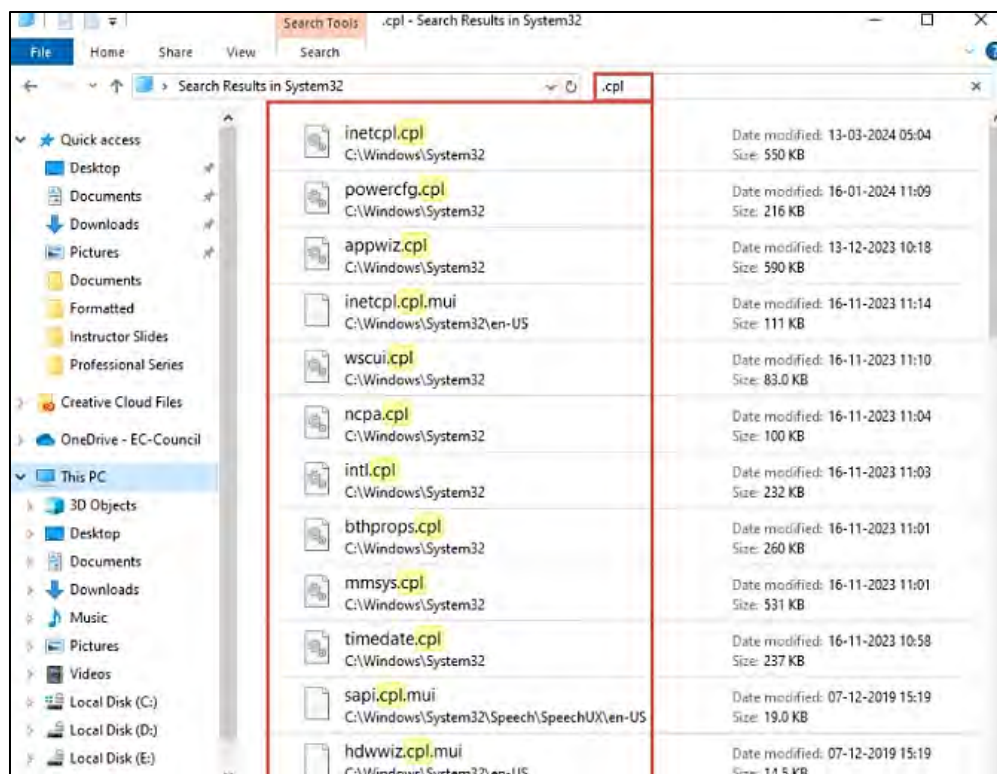 Search Tools
.cpl - Search Results in System32
File
Home
Share
View
Search
Search Results in System32
.cpl
Quick access
Desktop
Documents
Downloads
Pictures
Documents
Formatted
Instructor Slides
Professional Series
Creative Cloud Files
OneDrive - EC-Council
This PC
3D Objects
Desktop
Documents
Downloads
Music
Pictures
Videos
Local Disk (C:)
Local Disk (D:)
Local Disk (E:)
inetcpl.cpl
C:\Windows\System32
Date modified: 13-03-2024 05:04
Size: 550 KB
powercfg.cpl
C:\Windows\System32
Date modified: 16-01-2024 11:09
Size: 216 KB
appwiz.cpl
C:\Windows\System32
Date modified: 13-12-2023 10:18
Size: 590 KB
inetcpl.cpl.mui
C:\Windows\System32\en-US
Date modified: 16-11-2023 11:14
Size: 111 KB
wscui.cpl
C:\Windows\System32
Date modified: 16-11-2023 11:10
Size: 83.0 KB
ncpa.cpl
C:\Windows\System32
Date modified: 16-11-2023 11:04
Size: 100 KB
intl.cpl
C:\Windows\System32
Date modified: 16-11-2023 11:03
Size: 232 KB
bthprops.cpl
C:\Windows\System32
Date modified: 16-11-2023 11:01
Size: 260 KB
mmsys.cpl
C:\Windows\System32
Date modified: 16-11-2023 11:01
Size: 531 KB
timedate.cpl
C:\Windows\System32
Date modified: 16-11-2023 10:58
Size: 237 KB
sapi.cpl.mui
C:\Windows\System32\Speech\SpeechUX\en-US
Date modified: 07-12-2019 15:19
Size: 19.0 KB
hdwwiz.cpl.mui
C:\Windows\System32\en-US
Date modified: 07-12-2019 15:19
Size: 14.5 KB